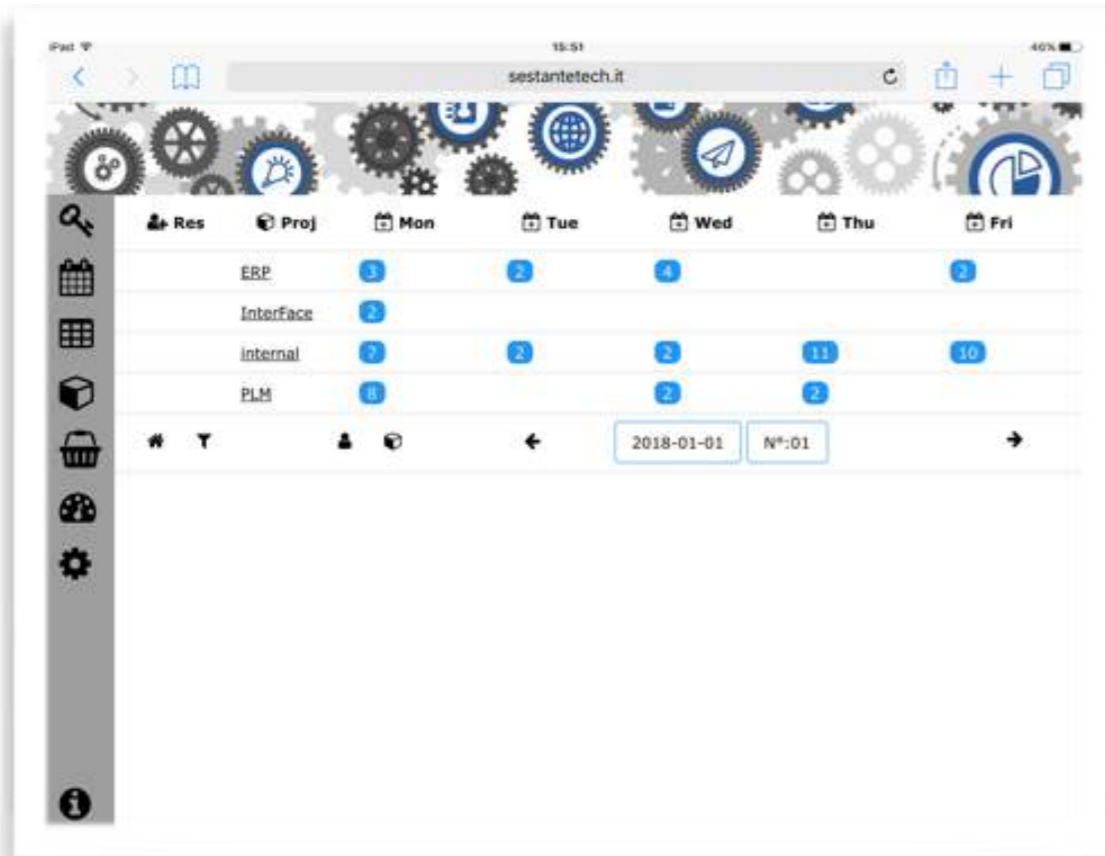 iPad 15:51 46%
sestantetech.it
Res Proj Mon Tue Wed Thu Fri
ERP 3 2 4 2
InterFace 2
internal 7 2 2 11 10
PLM 8 2 2
2018-01-01 N°:01